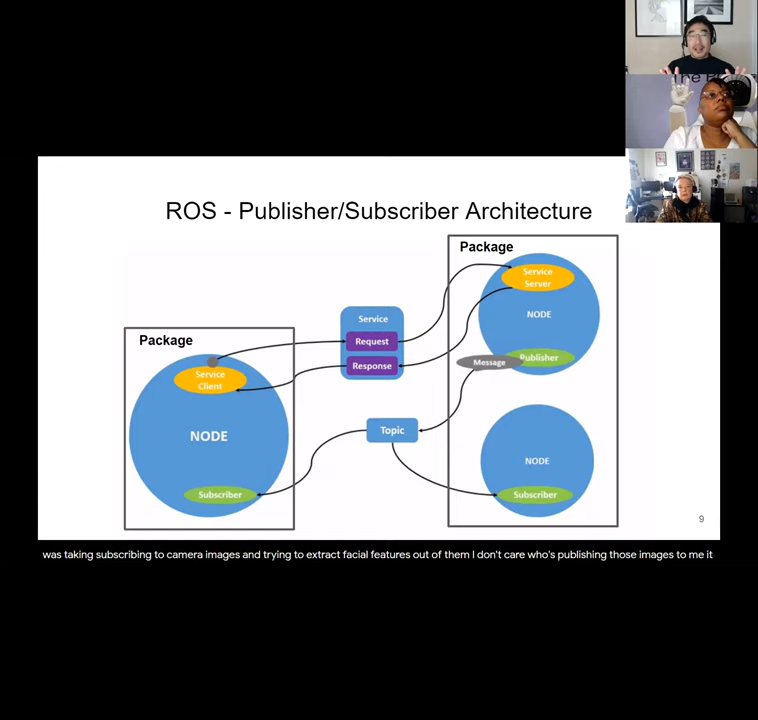 ROS - Publisher/Subscriber Architecture
Package
Service
Server
NODE
Service
Request
Response
Package
Service
Client
NODE
Message
Publisher
Topic
NODE
Subscriber
Subscriber
9
was taking subscribing to camera images and trying to extract facial features out of them I don't care who's publishing those images to me it